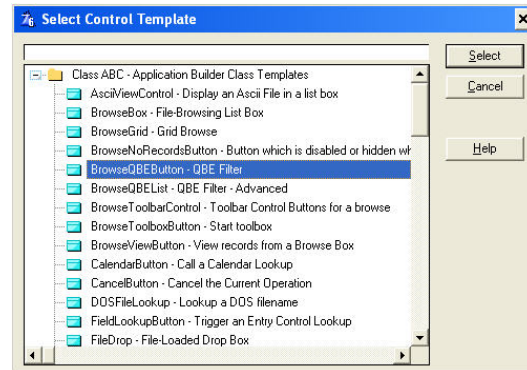 Select Control Template
Select
Cancel
Help
Class ABC - Application Builder Class Templates
AsciiViewControl - Display an Ascii File in a list box
BrowseBox - File-Browsing List Box
BrowseGrid - Grid Browse
BrowseNoRecordsButton - Button which is disabled or hidden wh
BrowseQBEButton - QBE Filter
BrowseQBEList - QBE Filter - Advanced
BrowseToolbarControl - Toolbar Control Buttons for a browse
BrowseToolboxButton - Start toolbox
BrowseViewButton - View records from a Browse Box
CalendarButton - Call a Calendar Lookup
CancelButton - Cancel the Current Operation
DOSFileLookup - Lookup a DOS filename
FieldLookupButton - Trigger an Entry Control Lookup
FileDrop - File-Loaded Drop Box